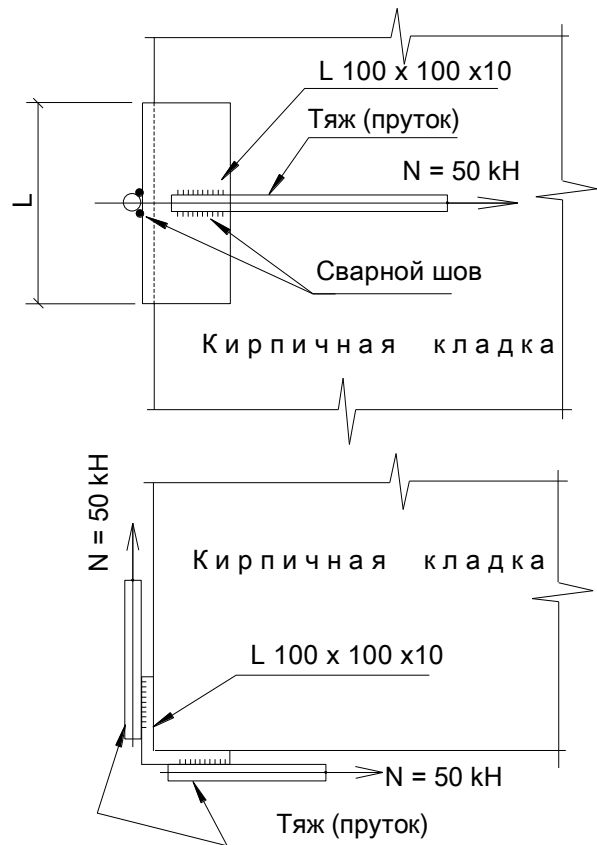 L 100 x 100 x10
Тяж (пруток)
N = 50 kH
L
Сварной шов
Кирпичная кладка
N = 50 kH
Кирпичная кладка
L 100 x 100 x10
N = 50 kH
Тяж (пруток)